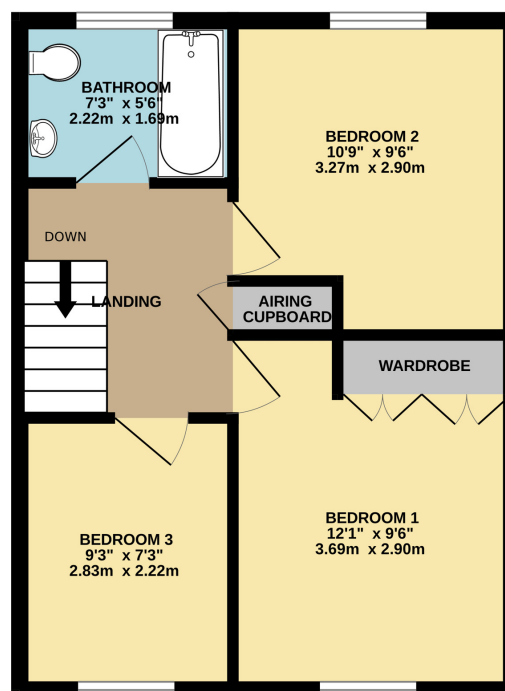 BATHROOM
7'3" x 5'6"
2.22m x 1.69m
BEDROOM 2
10'9" x 9'6"
3.27m x 2.90m
DOWN
LANDING
AIRING
CUPBOARD
WARDROBE
BEDROOM 1
12'1" x 9'6"
3.69m x 2.90m
BEDROOM 3
9'3" x 7'3"
2.83m x 2.22m